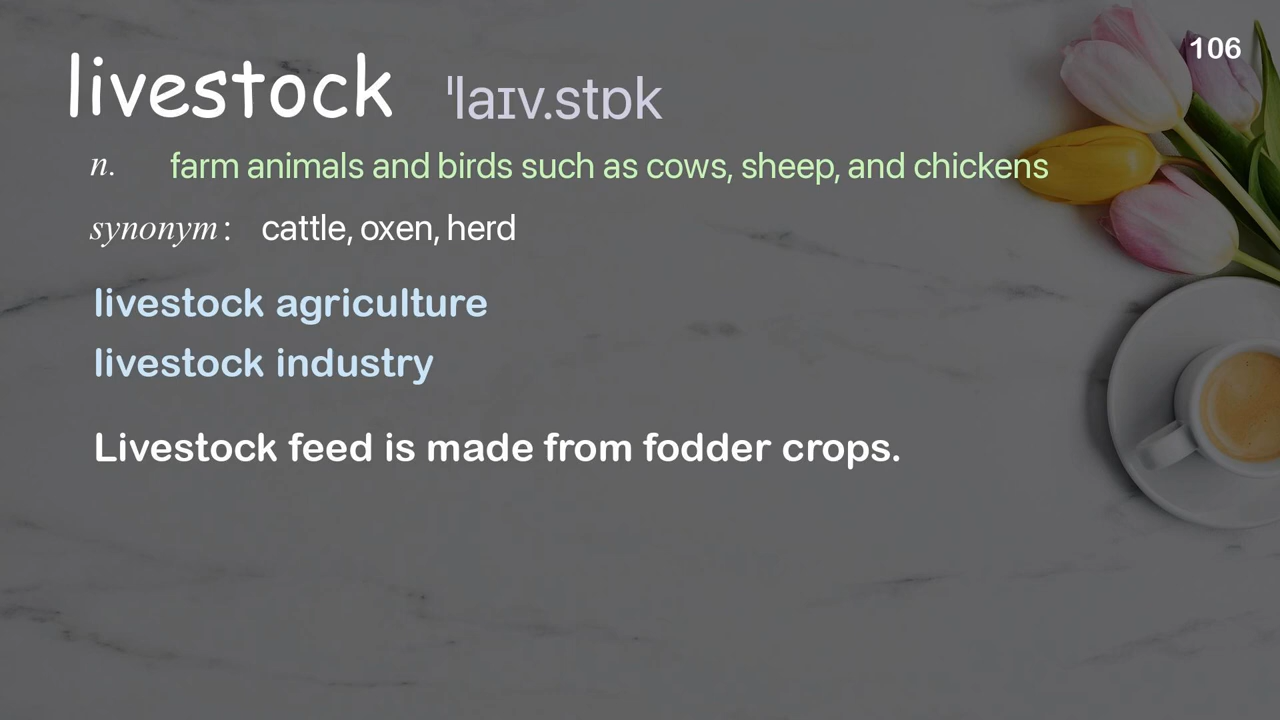 106
livestock ˈlaɪv.stɒk
n. farm animals and birds such as cows, sheep, and chickens
synonym: cattle, oxen, herd
livestock agriculture
livestock industry
Livestock feed is made from fodder crops.